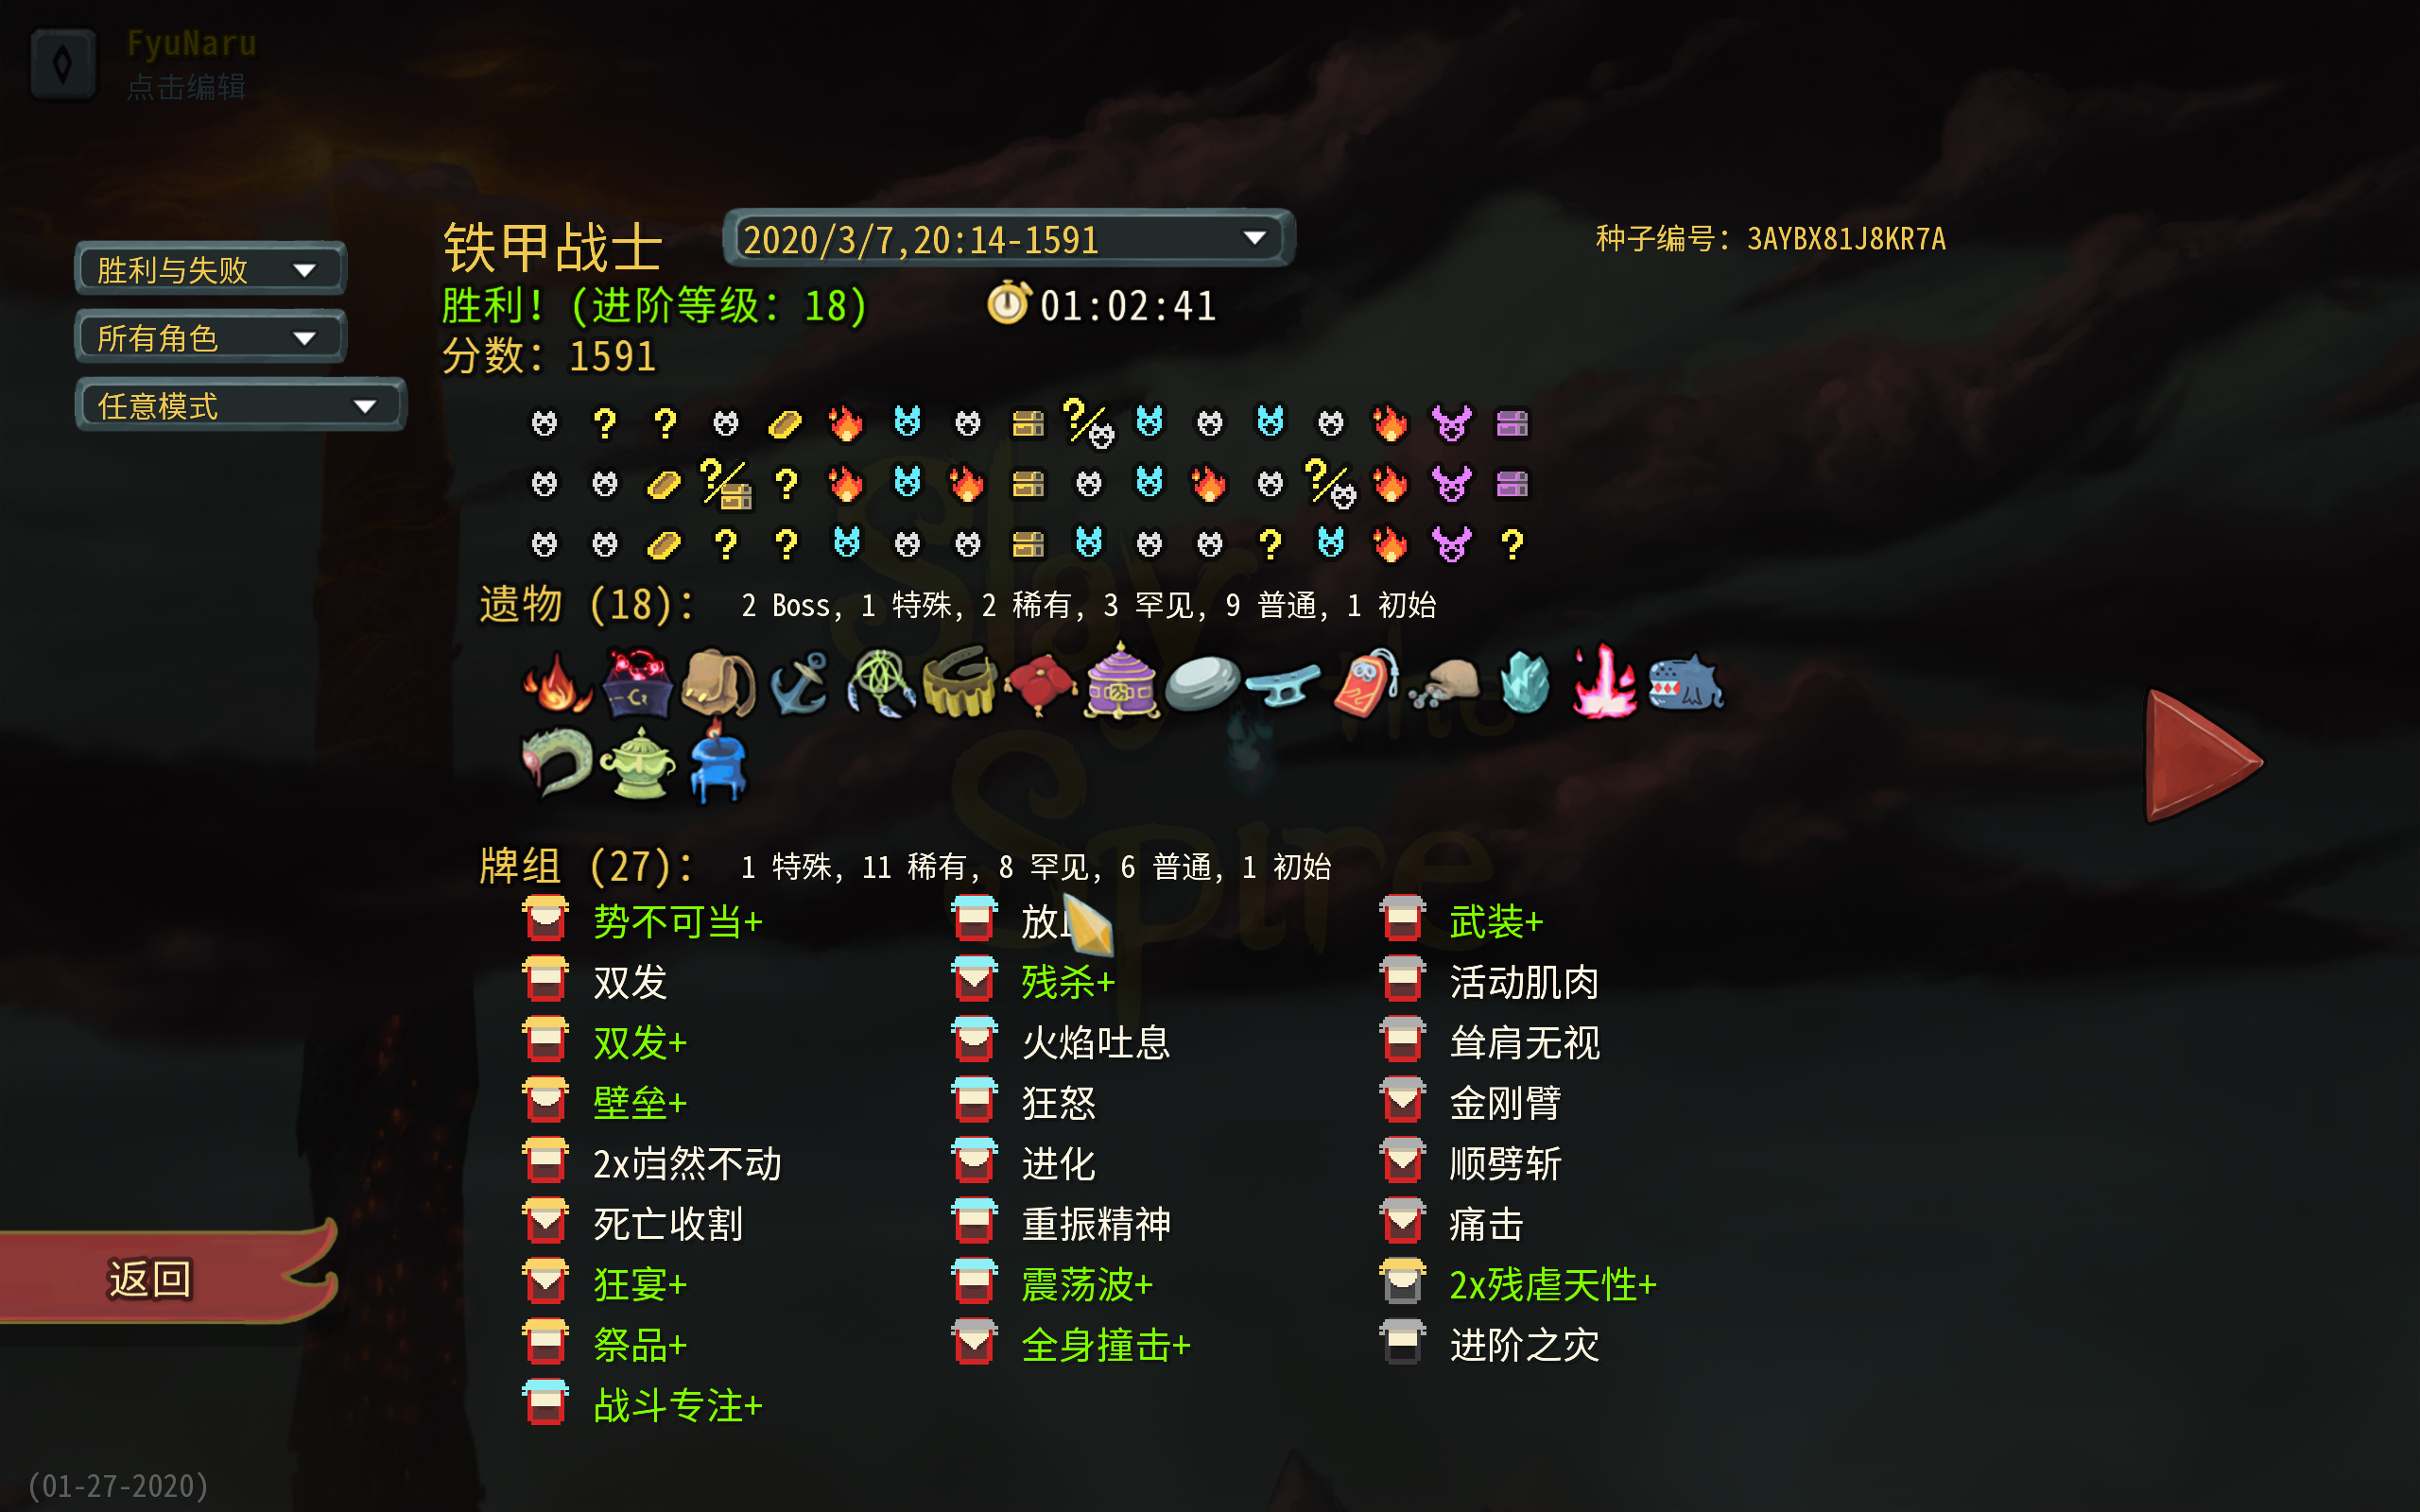 FyuNaru
点击编辑
铁甲战士
2020/3/7,20:14-1591
种子编号: 3AYBX81J8KR7A
胜利与失败
所有角色
任意模式
胜利! (进阶等级: 18)
01:02:41
分数: 1591
遗物 (18):
2 Boss, 1 特殊, 2 稀有, 3 罕见, 9 普通, 1 初始
Slay
the
Spire
牌组 (27):
1 特殊, 11 稀有, 8 罕见, 6 普通, 1 初始
势不可当+
双发
双发+
壁垒+
2x岿然不动
死亡收割
狂宴+
祭品+
战斗专注+
放
残杀+
火焰吐息
狂怒
进化
重振精神
震荡波+
全身撞击+
武装+
活动肌肉
耸肩无视
金刚臂
顺劈斩
痛击
2x残虐天性+
进阶之灾
返回
(01-27-2020)